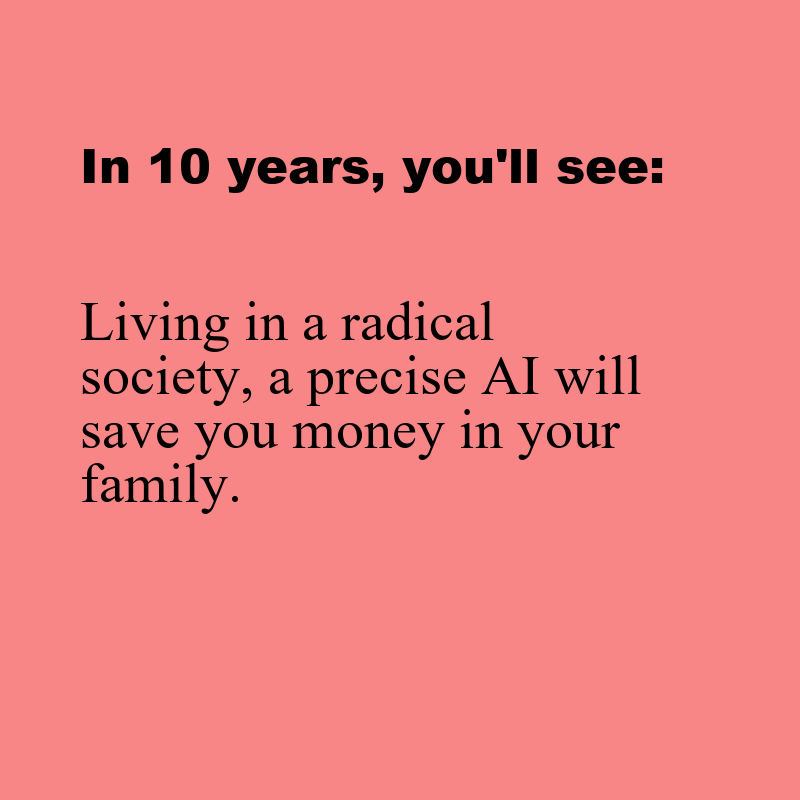 In 10 years, you'll see:
Living in a radical
society, a precise AI will
save you money in your
family.